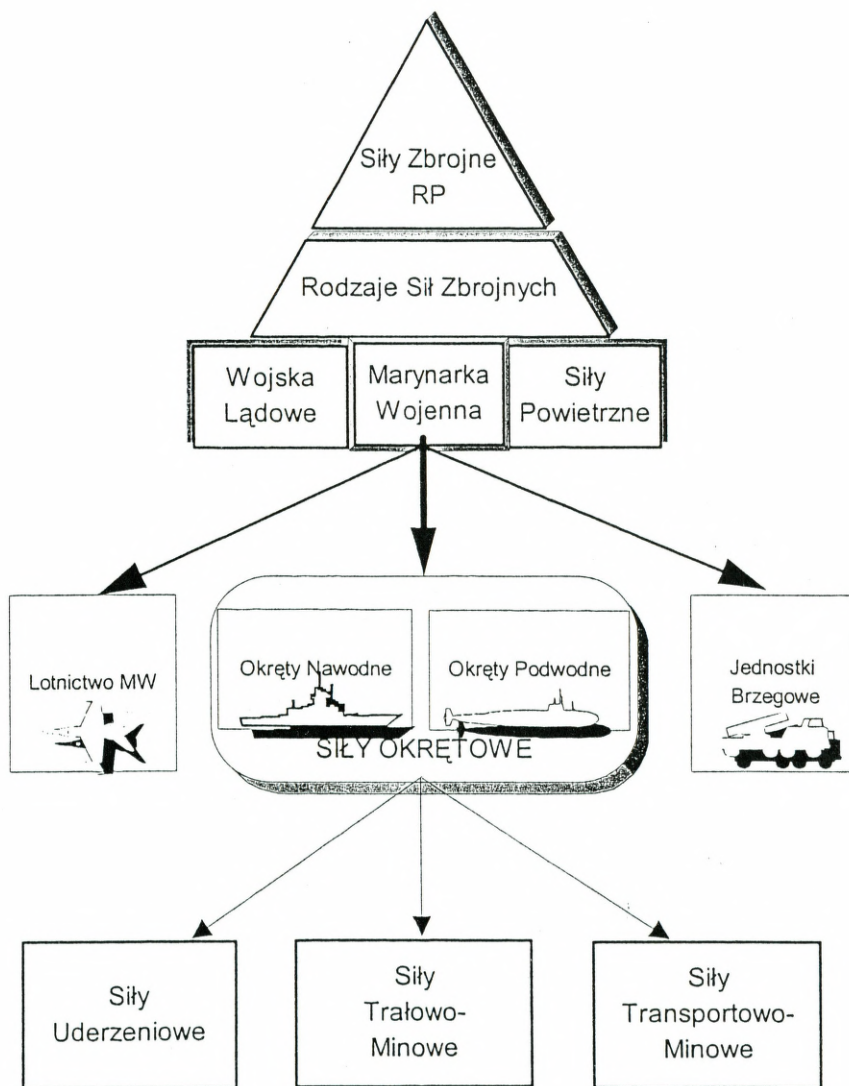 Siły Zbrojne
RP
Rodzaje Sił Zbrojnych
Wojska
Lądowe
Marynarka
Wojenna
Siły
Powietrzne
Lotnictwo MW
Okręty Nawodne
Okręty Podwodne
SIŁY OKRĘTOWE
Jednostki
Brzegowe
Siły
Uderzeniowe
Siły
Trałowo-
Minowe
Siły
Transportowo-
Minowe